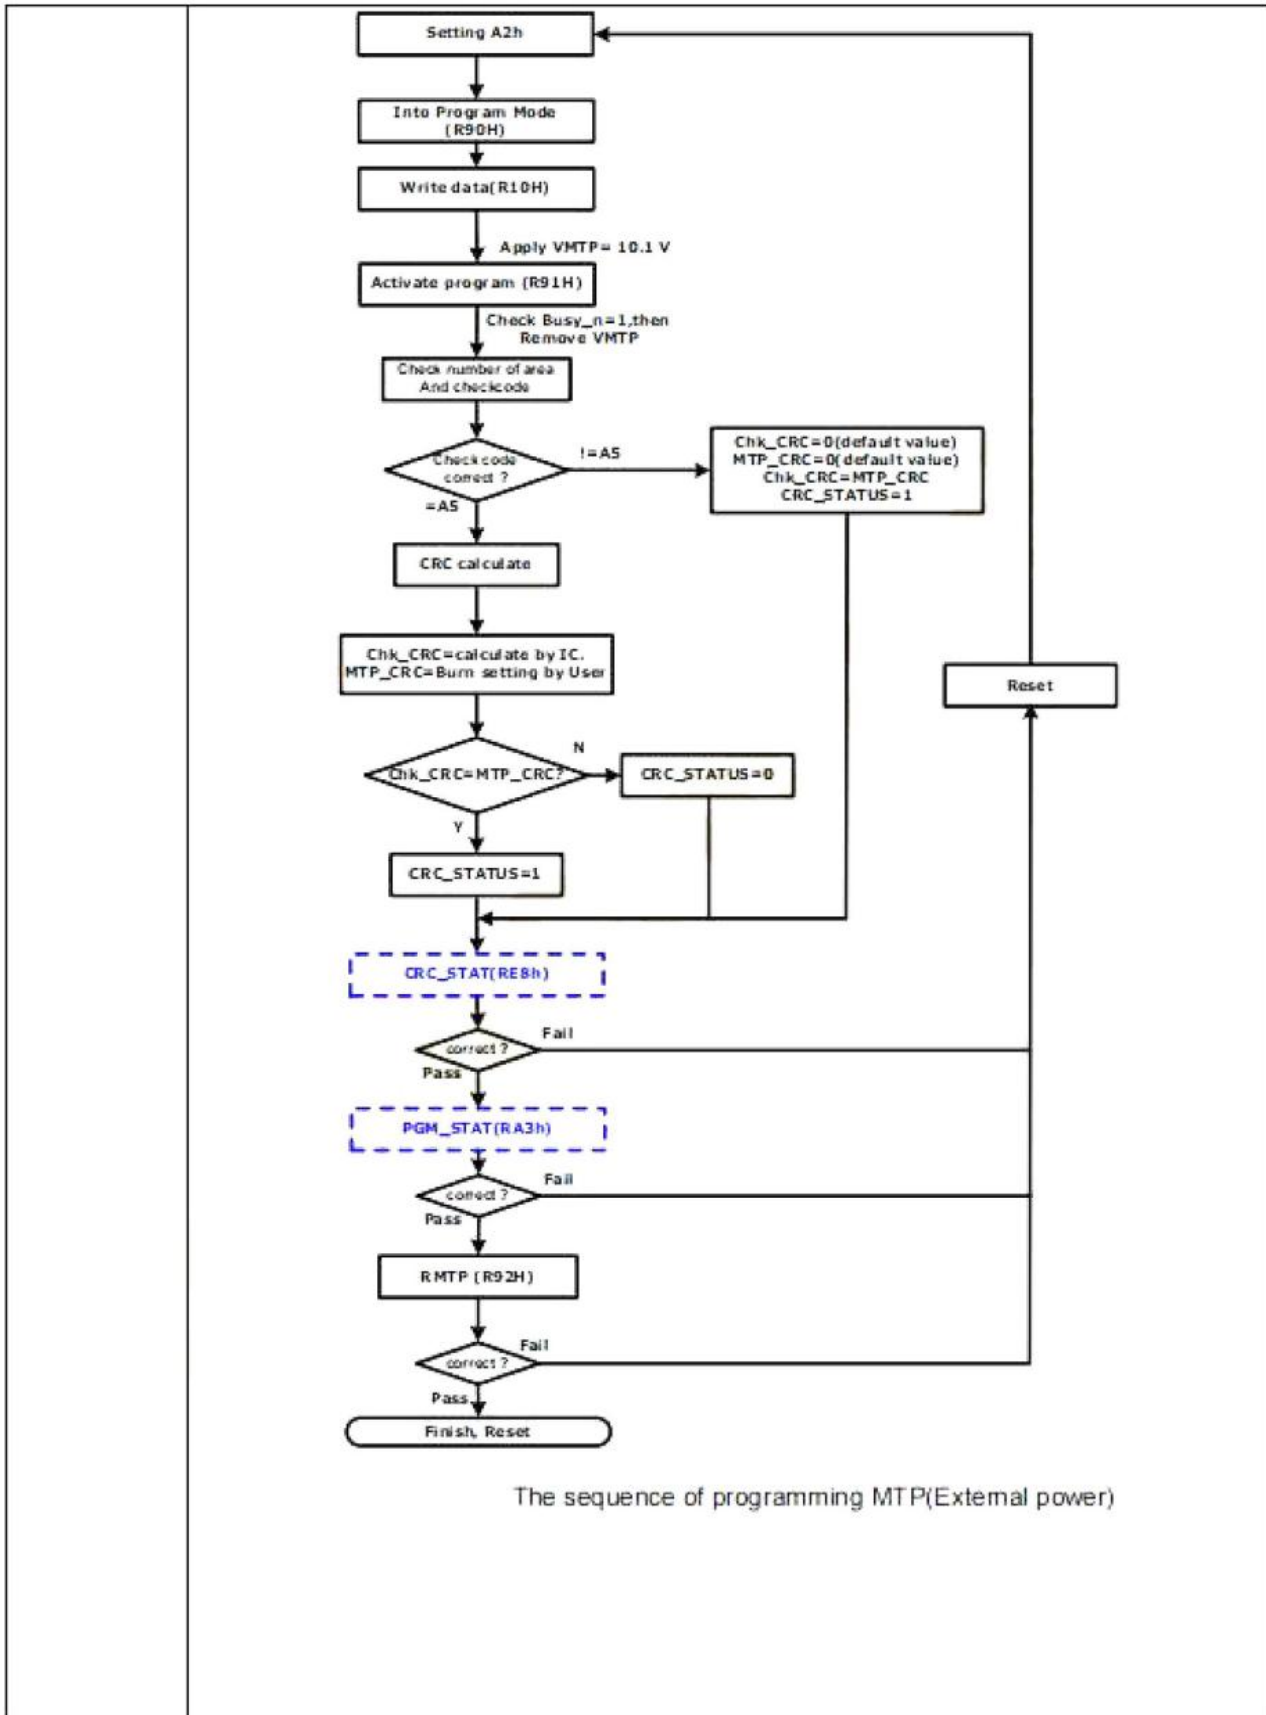 Setting A2h
Into Program Mode
(R90H)
Write data(R10H)
Apply VMTP= 10.1 V
Activate program (R91H)
Check Busy_n=1,then
Remove VMTP
Check number of area
And checkcode
Check code
correct ?
!=A5
=A5
Chk_CRC=0(default value)
MTP_CRC=0(default value)
Chk_CRC=MTP_CRC
CRC_STATUS=1
CRC calculate
Chk_CRC=calculate by IC.
MTP_CRC=Burn setting by User
Reset
Chk_CRC=MTP_CRC?
N
CRC_STATUS=0
Y
CRC_STATUS=1
CRC_STAT(RE8h)
correct ?
Fail
Pass
PGM_STAT(RA3h)
correct ?
Fail
Pass
RMTP (R92H)
correct ?
Fail
Pass
Finish, Reset
The sequence of programming MTP(External power)